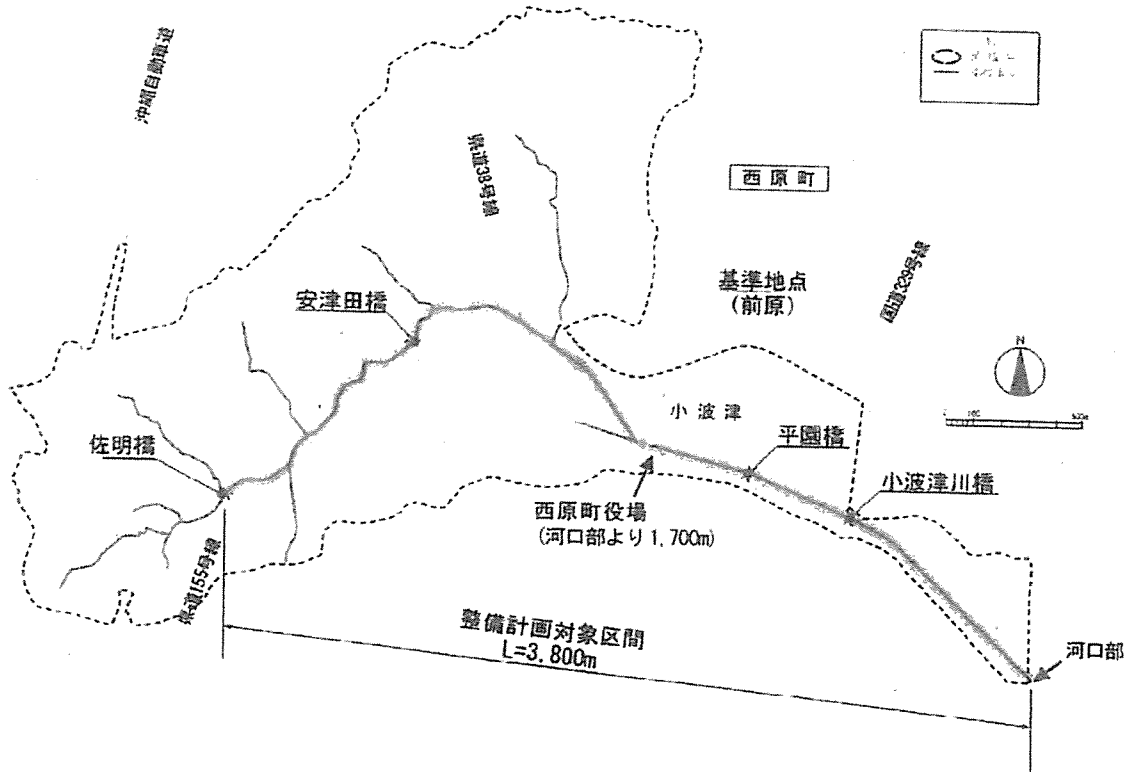 沖縄自動車道
県道38号線
西原町
安津田橋
基準地点
(前原)
国道329号線
N
小波津
佐明橋
平園橋
小波津川橋
西原町役場
(河口部より1,700m)
県道155号線
整備計画対象区間
L=3,800m
河口部